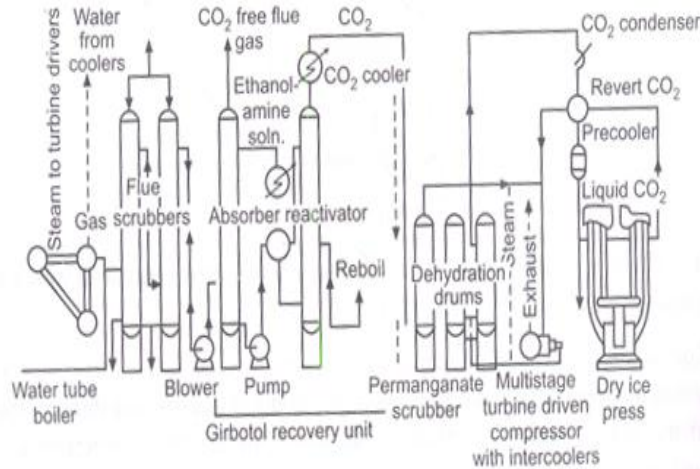 Steam to turbine drivers
Water
from
coolers
CO2 free flue
gas
CO2
CO2 cooler
Ethanol-
amine
soln.
CO2 condenser
Revert CO2
Precooler
Liquid CO2
Flue
Gas scrubbers
Absorber reactivator
Reboil
Dehydration
drums
Steam
Exhaust
Water tube
boiler
Blower
Pump
Girbotol recovery unit
Permanganate
scrubber
Multistage
turbine driven
compressor
with intercoolers
Dry ice
press